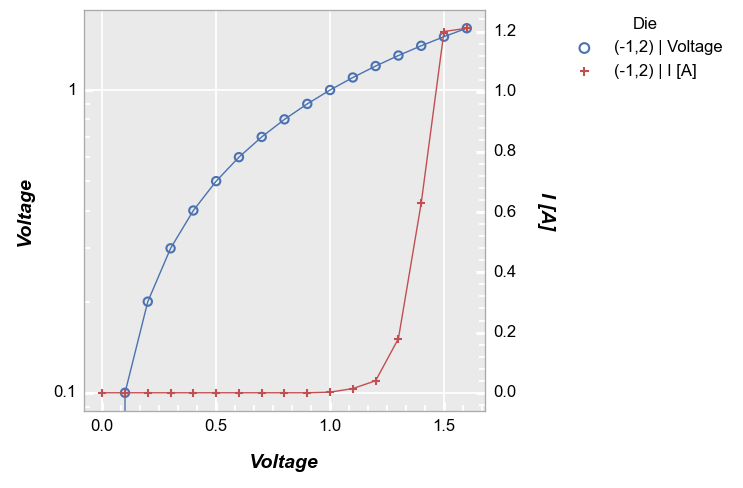 Die
(-1,2) | Voltage
(-1,2) | I [A]
Voltage
1
0.1
I [A]
1.2
1.0
0.8
0.6
0.4
0.2
0.0
0.0 0.5 1.0 1.5
Voltage